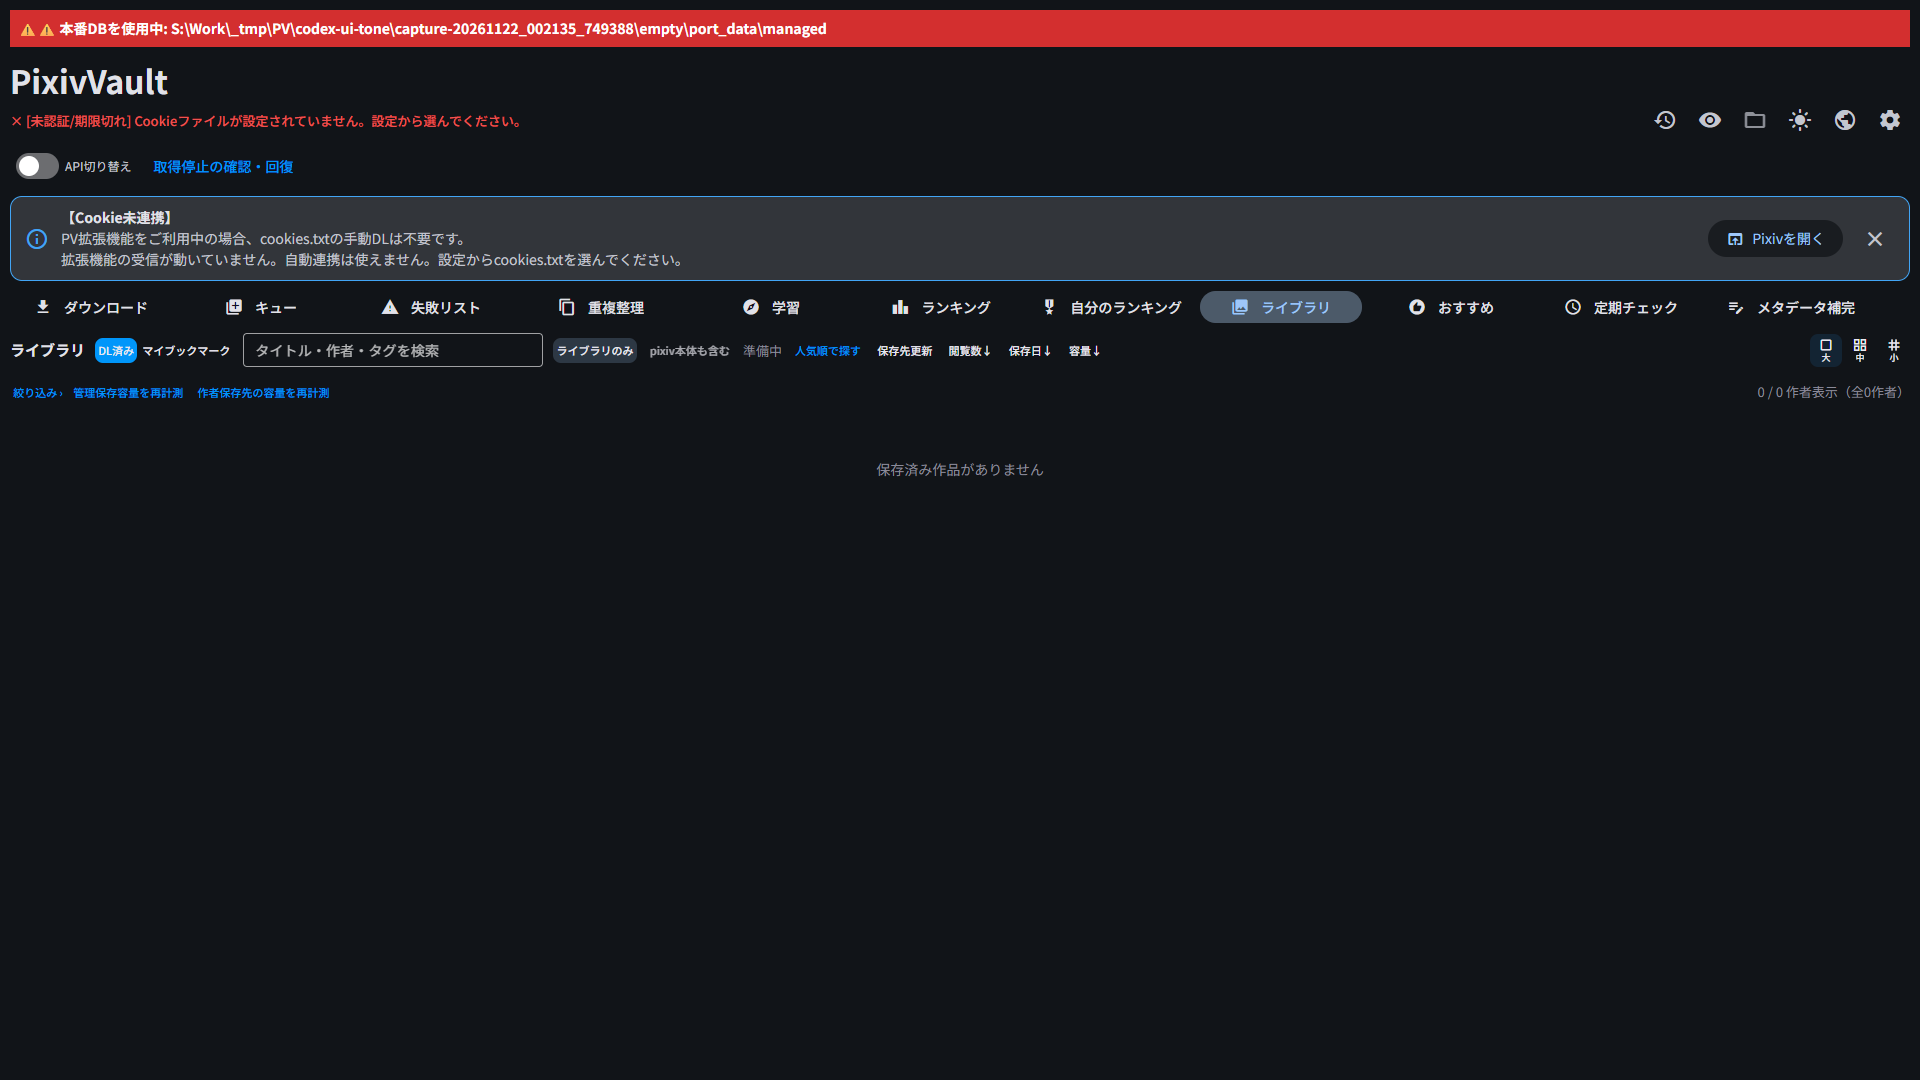 本番DBを使用中: S:\Work\_tmp\PV\codex-ui-tone\capture-20261122_002135_749388\empty\port_data\managed
PixivVault
× [未認証/期限切れ] Cookieファイルが設定されていません。設定から選んでください。
API切り替え 取得停止の確認・回復
【Cookie未連携】
PV拡張機能をご利用中の場合、cookies.txtの手動DLは不要です。
拡張機能の受信が動いていません。自動連携は使えません。設定からcookies.txtを選んでください。
Pixivを開く
ダウンロード キュー 失敗リスト 重複整理 学習 ランキング 自分のランキング ライブラリ おすすめ 定期チェック メタデータ補完
ライブラリ DL済み マイブックマーク タイトル・作者・タグを検索 ライブラリのみ pixiv本体も含む 準備中 人気順で探す 保存先更新 閲覧数↓ 保存日↓ 容量↓ 大 中 小
絞り込み › 管理保存容量を再計測 作者保存先の容量を再計測 0 / 0 作者表示（全0作者）
保存済み作品がありません